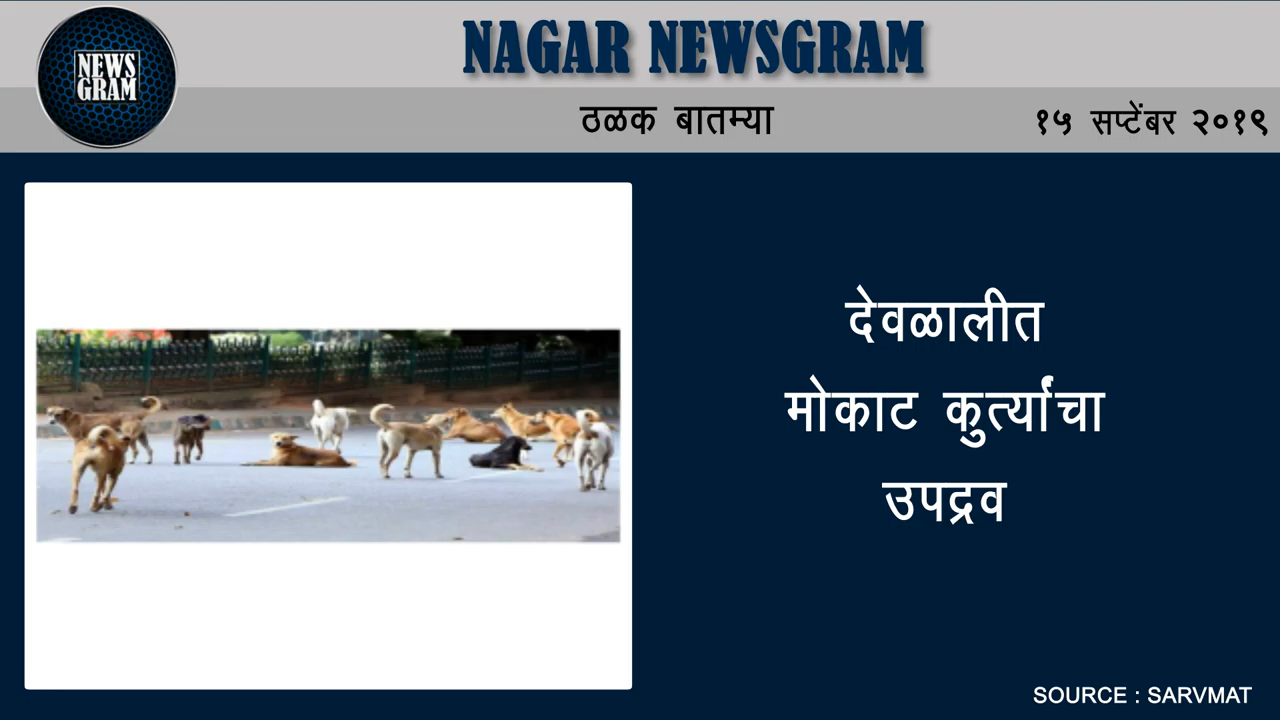 NEWS
GRAM
NAGAR NEWSGRAM
ठळक बातम्या
१५ सप्टेंबर २०१९
देवळालीत
मोकाट कुर्त्यांचा
उपद्रव
SOURCE : SARVMAT